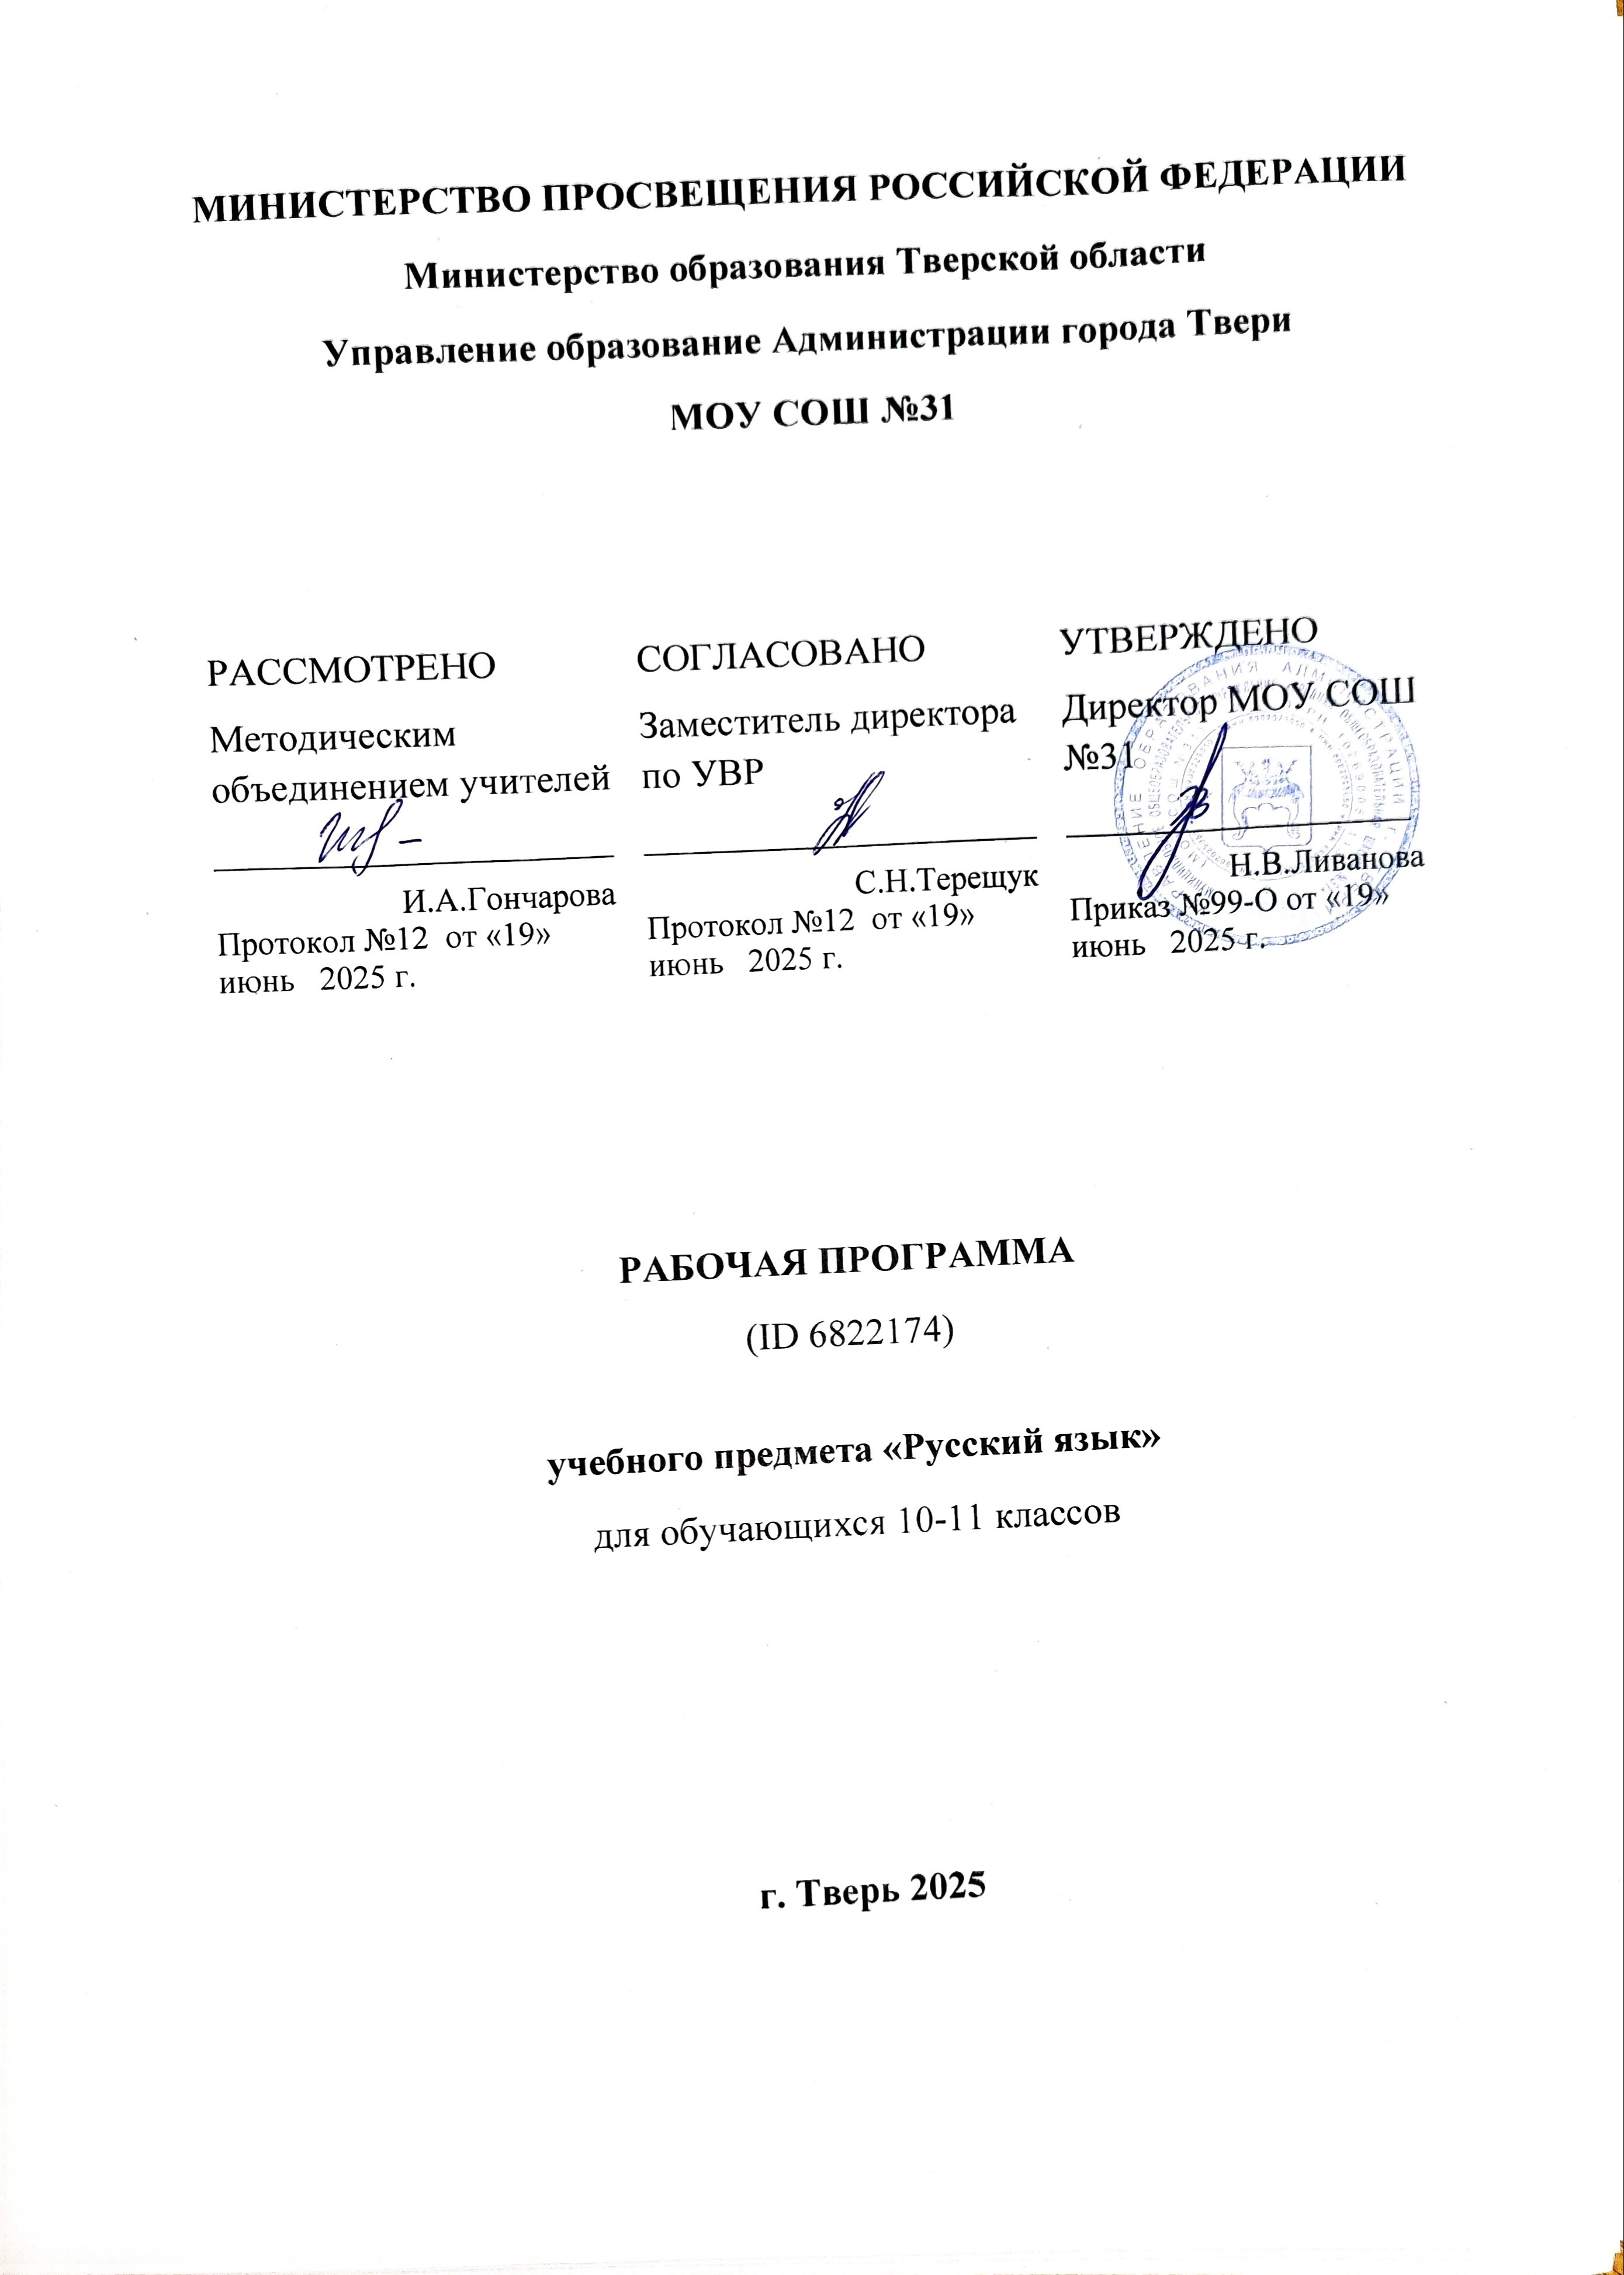 МИНИСТЕРСТВО ПРОСВЕЩЕНИЯ РОССИЙСКОЙ ФЕДЕРАЦИИ
Министерство образования Тверской области
Управление образование Администрации города Твери
МОУ СОШ №31
РАССМОТРЕНО
Методическим
объединением учителей
И.А.Гончарова
Протокол №12 от «19»
июнь 2025 г.
СОГЛАСОВАНО
Заместитель директора
по УВР
С.Н.Терещук
Протокол №12 от «19»
июнь 2025 г.
УТВЕРЖДЕНО
Директор МОУ СОШ
№31
Н.В.Ливанова
Приказ №99-О от «19»
июнь 2025 г.
РАБОЧАЯ ПРОГРАММА
(ID 6822174)
учебного предмета «Русский язык»
для обучающихся 10-11 классов
г. Тверь 2025